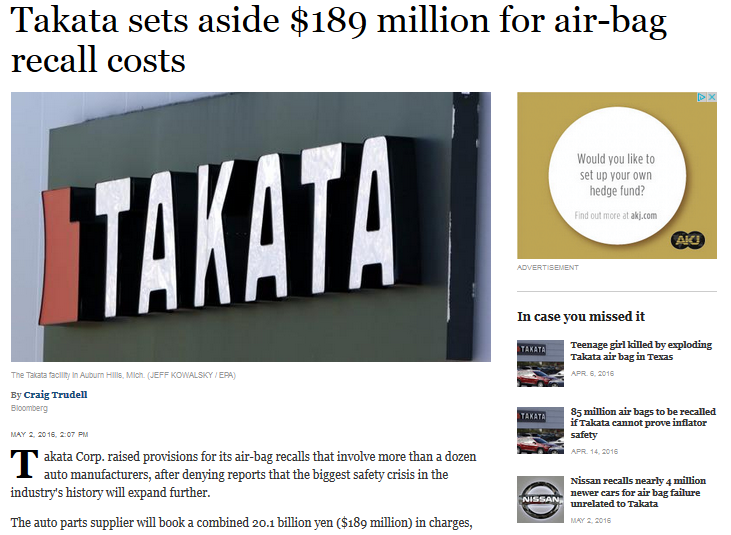 Takata sets aside $189 million for air-bag
recall costs
TAKATA
The Takata facility in Auburn Hills, Mich. (JEFF KOWALSKY / EPA)
By Craig Trudell
Bloomberg
MAY 2, 2016, 2:07 PM
Takata Corp. raised provisions for its air-bag recalls that involve more than a dozen
auto manufacturers, after denying reports that the biggest safety crisis in the
industry's history will expand further.
The auto parts supplier will book a combined 20.1 billion yen ($189 million) in charges,
Would you like to
set up your own
hedge fund?
Find out more at akj.com
AKJ
ADVERTISEMENT
In case you missed it
TAKATA
Teenage girl killed by exploding
Takata air bag in Texas
APR. 6, 2016
TAKATA
85 million air bags to be recalled
if Takata cannot prove inflator
safety
APR. 14, 2016
NISSAN
Nissan recalls nearly 4 million
newer cars for air bag failure
unrelated to Takata
MAY 2, 2016